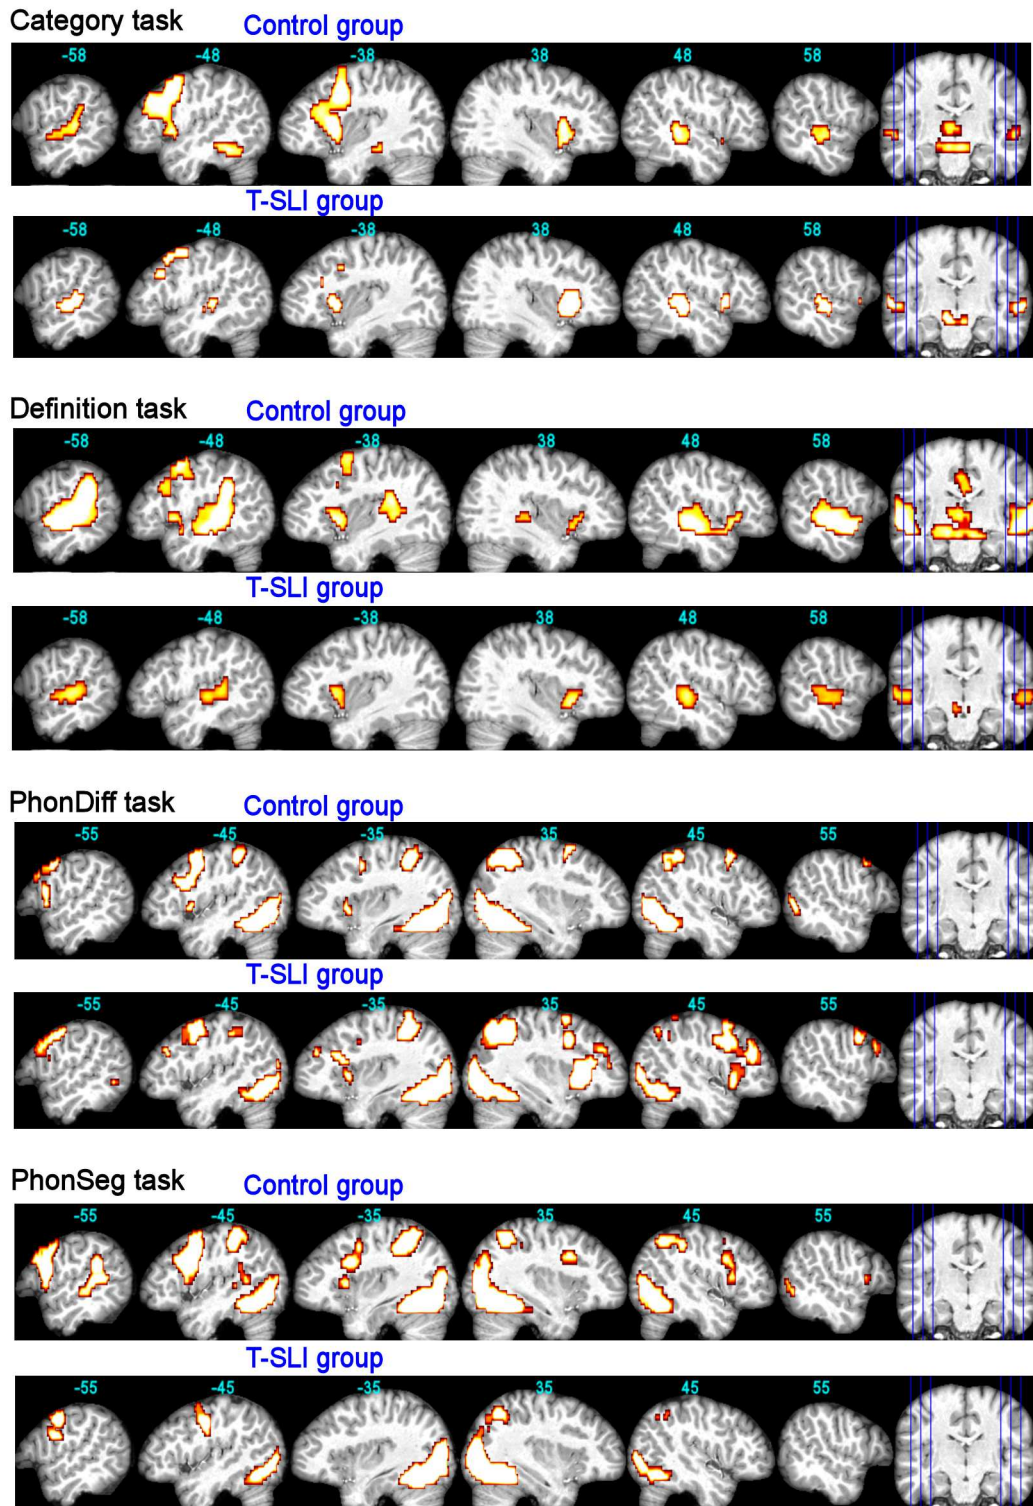 Category task Control group
-58 -48 -38 38 48 58
T-SLI group
-58 -48 -38 38 48 58
Definition task Control group
-58 -48 -38 38 48 58
T-SLI group
-58 -48 -38 38 48 58
PhonDiff task Control group
-55 -45 -35 35 45 55
T-SLI group
-55 -45 -35 35 45 55
PhonSeg task Control group
-55 -45 -35 35 45 55
T-SLI group
-55 -45 -35 35 45 55